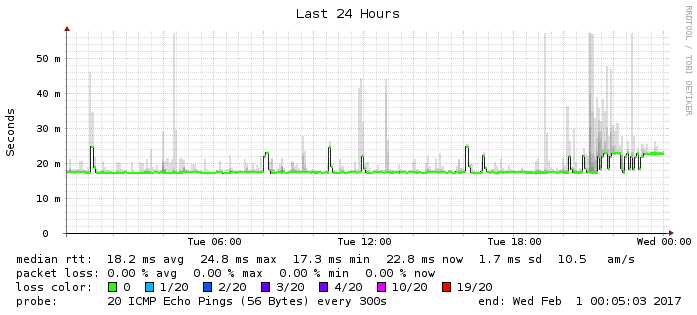 Last 24 Hours
RRDTOOL / TOBI OETIKER
Seconds
50 m
40 m
30 m
20 m
10 m
0
Tue 06:00 Tue 12:00 Tue 18:00 Wed 00:00
median rtt: 18.2 ms avg 24.8 ms max 17.3 ms min 22.8 ms now 1.7 ms sd 10.5 am/s
packet loss: 0.00 % avg 0.00 % max 0.00 % min 0.00 % now
loss color: 0 1/20 2/20 3/20 4/20 10/20 19/20
probe: 20 ICMP Echo Pings (56 Bytes) every 300s end: Wed Feb 1 00:05:03 2017